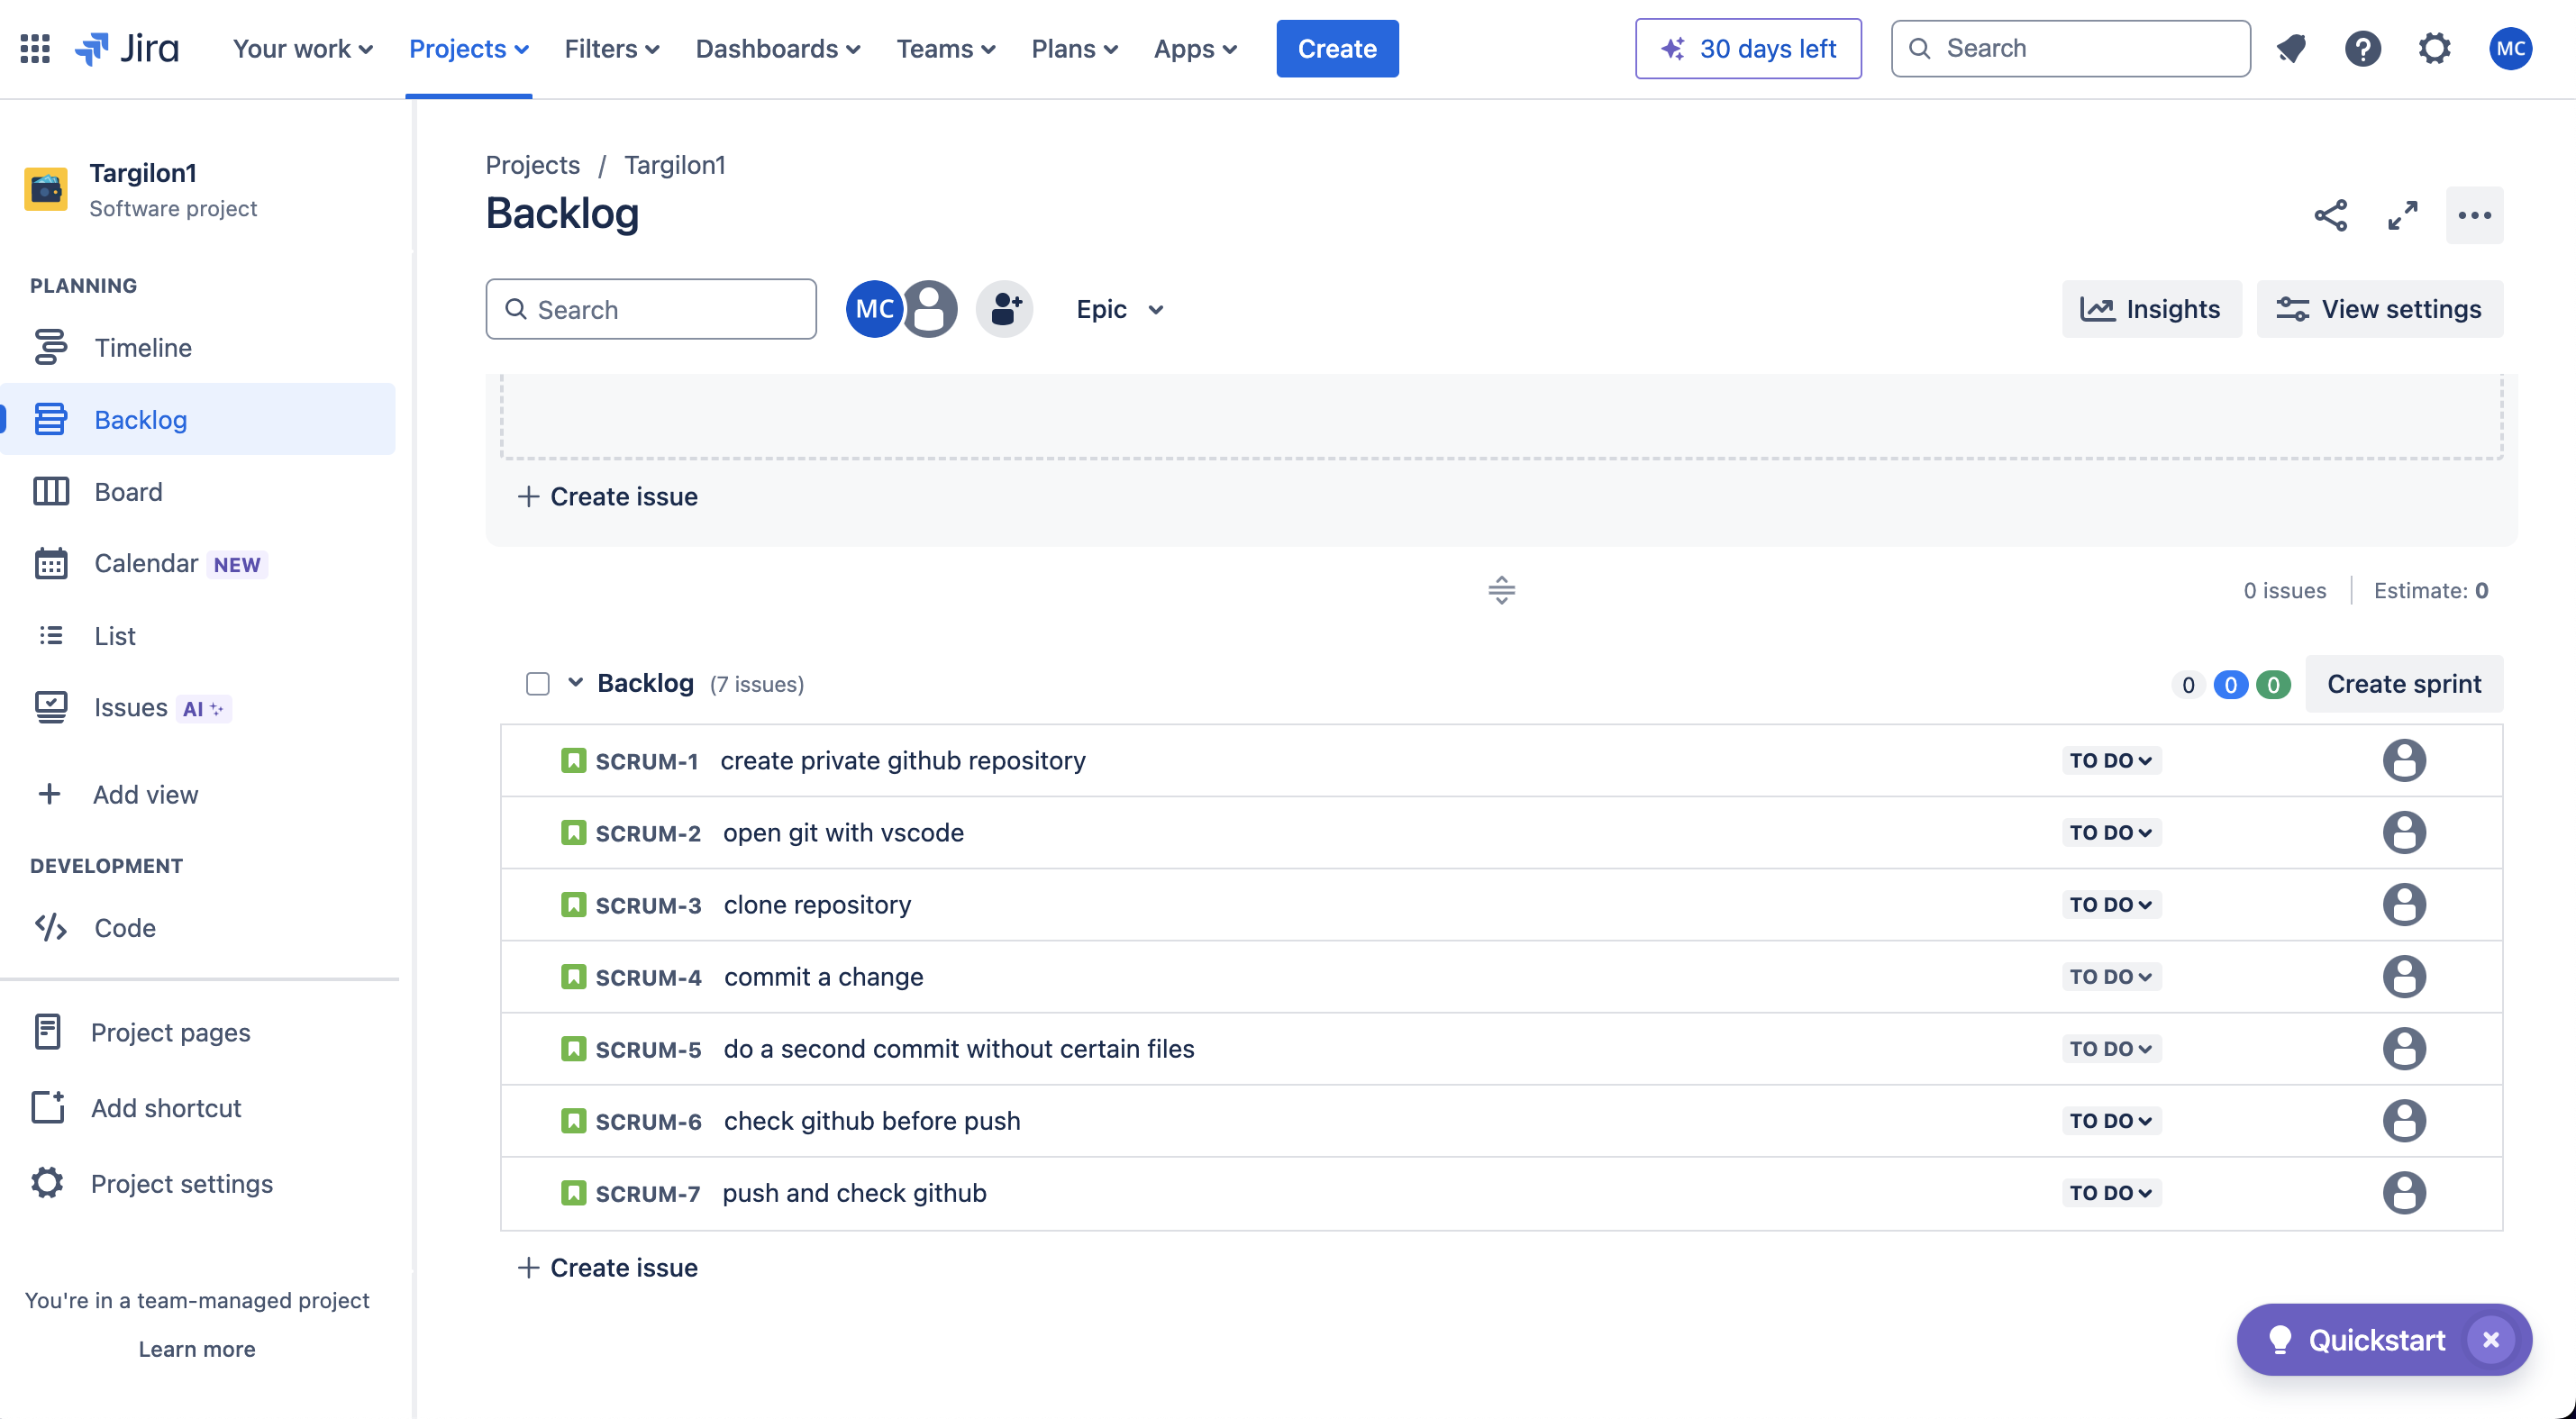 Jira Your work Projects Filters Dashboards Teams Plans Apps Create 30 days left Search MC
Targilon1
Software project
PLANNING
Timeline
Backlog
Board
Calendar NEW
List
Issues AI
Add view
DEVELOPMENT
Code
Project pages
Add shortcut
Project settings
You're in a team-managed project
Learn more
Projects / Targilon1
Backlog
Search MC Epic Insights View settings
Create issue
0 issues Estimate: 0
Backlog (7 issues) 0 0 0 Create sprint
SCRUM-1 create private github repository TO DO
SCRUM-2 open git with vscode TO DO
SCRUM-3 clone repository TO DO
SCRUM-4 commit a change TO DO
SCRUM-5 do a second commit without certain files TO DO
SCRUM-6 check github before push TO DO
SCRUM-7 push and check github TO DO
Create issue
Quickstart